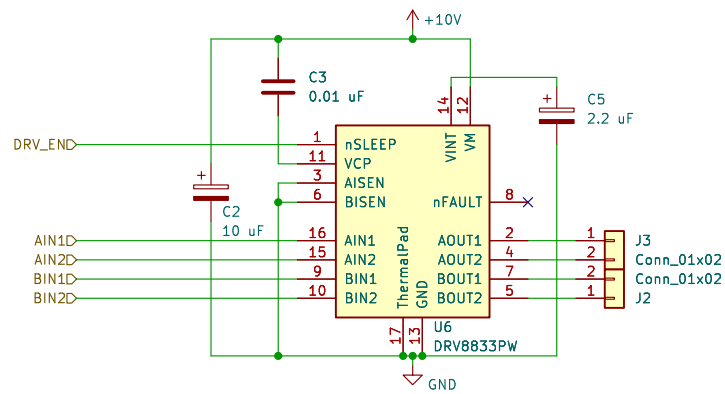 +10V
C3
0.01 uF
C5
2.2 uF
14
12
VINT
VM
DRV_EN
1
nSLEEP
11
VCP
3
AISEN
6
BISEN
nFAULT
8
C2
10 uF
AIN1
16
AIN1
AOUT1
2
1
J3
AIN2
15
AIN2
AOUT2
4
2
Conn_01x02
BIN1
9
BIN1
BOUT1
7
2
Conn_01x02
BIN2
10
BIN2
BOUT2
5
1
J2
ThermalPad
GND
17
13
U6
DRV8833PW
GND